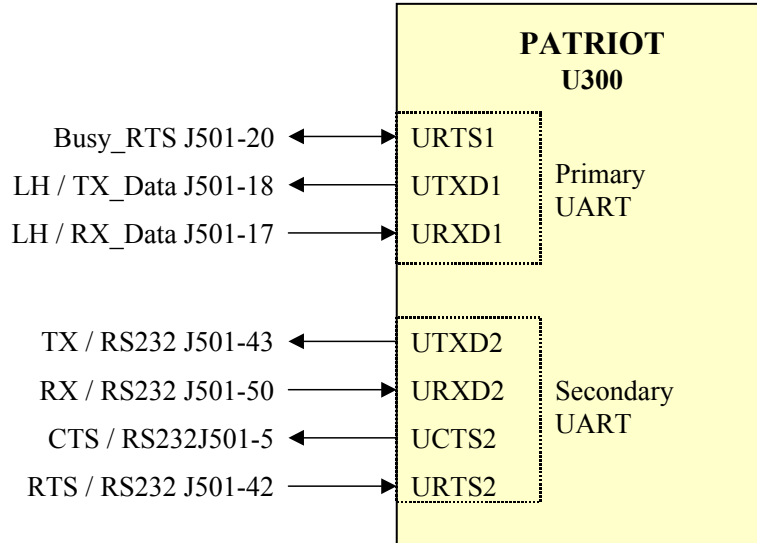 PATRIOT
U300
Busy_RTS J501-20
URTS1
LH / TX_Data J501-18
UTXD1
LH / RX_Data J501-17
URXD1
Primary
UART
TX / RS232 J501-43
UTXD2
RX / RS232 J501-50
URXD2
CTS / RS232J501-5
UCTS2
RTS / RS232 J501-42
URTS2
Secondary
UART